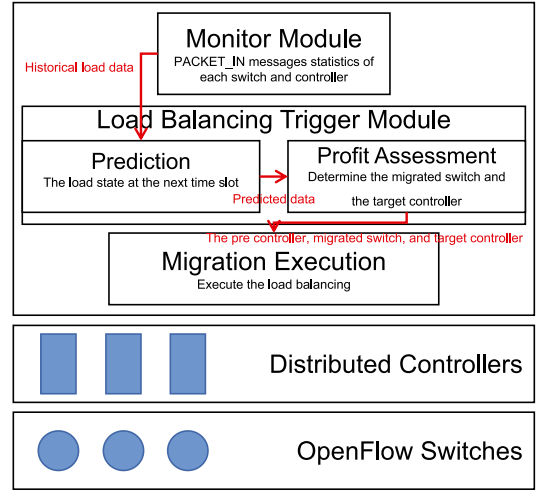 Monitor Module
PACKET_IN messages statistics of
each switch and controller
Historical load data
Load Balancing Trigger Module
Prediction
The load state at the next time slot
Profit Assessment
Determine the migrated switch and
the target controller
Predicted data
The pre controller, migrated switch, and target controller
Migration Execution
Execute the load balancing
Distributed Controllers
OpenFlow Switches